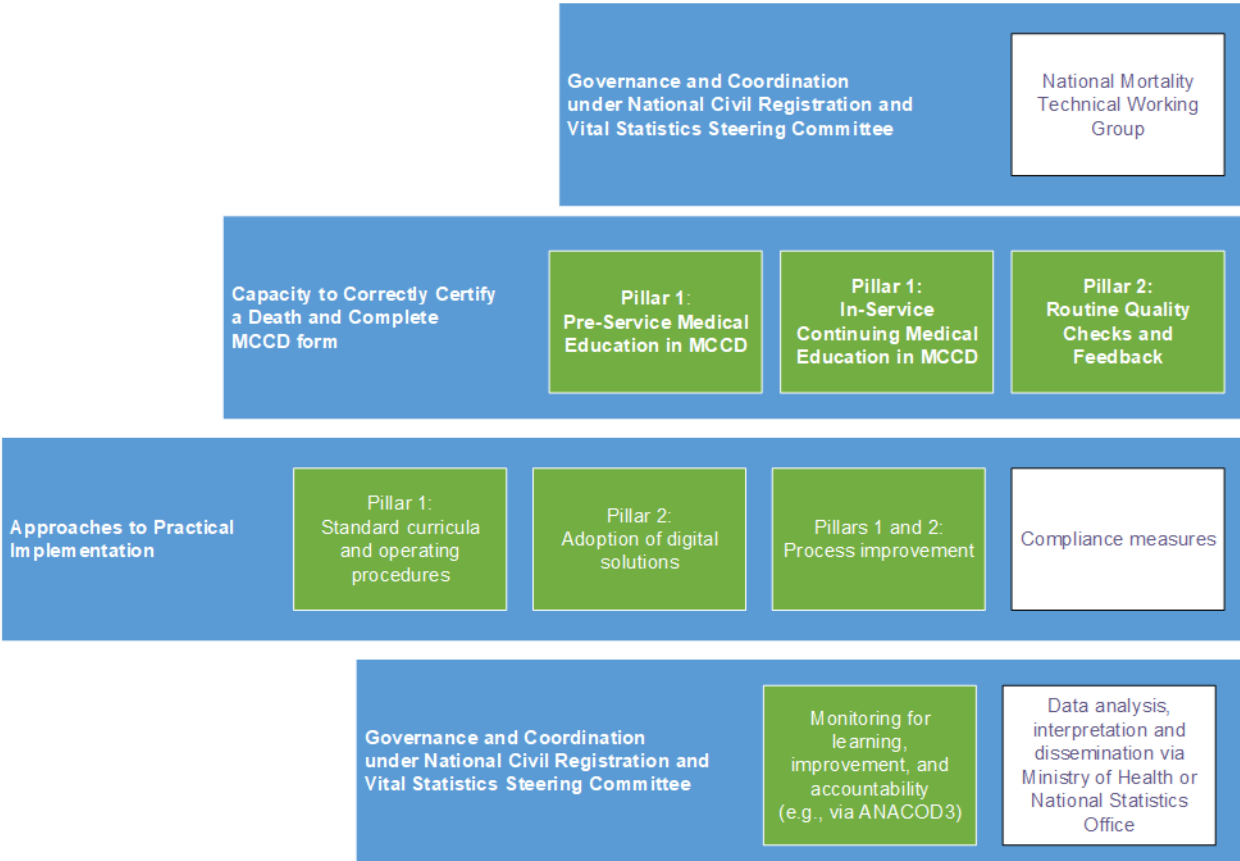 Governance and Coordination
under National Civil Registration and
Vital Statistics Steering Committee
National Mortality
Technical Working
Group
Capacity to Correctly Certify
a Death and Complete
MCCD form
Pillar 1:
Pre-Service Medical
Education in MCCD
Pillar 1:
In-Service
Continuing Medical
Education in MCCD
Pillar 2:
Routine Quality
Checks and
Feedback
Approaches to Practical
Implementation
Pillar 1:
Standard curricula
and operating
procedures
Pillar 2:
Adoption of digital
solutions
Pillars 1 and 2:
Process improvement
Compliance measures
Governance and Coordination
under National Civil Registration and
Vital Statistics Steering Committee
Monitoring for
learning,
improvement, and
accountability
(e.g., via ANACOD3)
Data analysis,
interpretation and
dissemination via
Ministry of Health or
National Statistics
Office